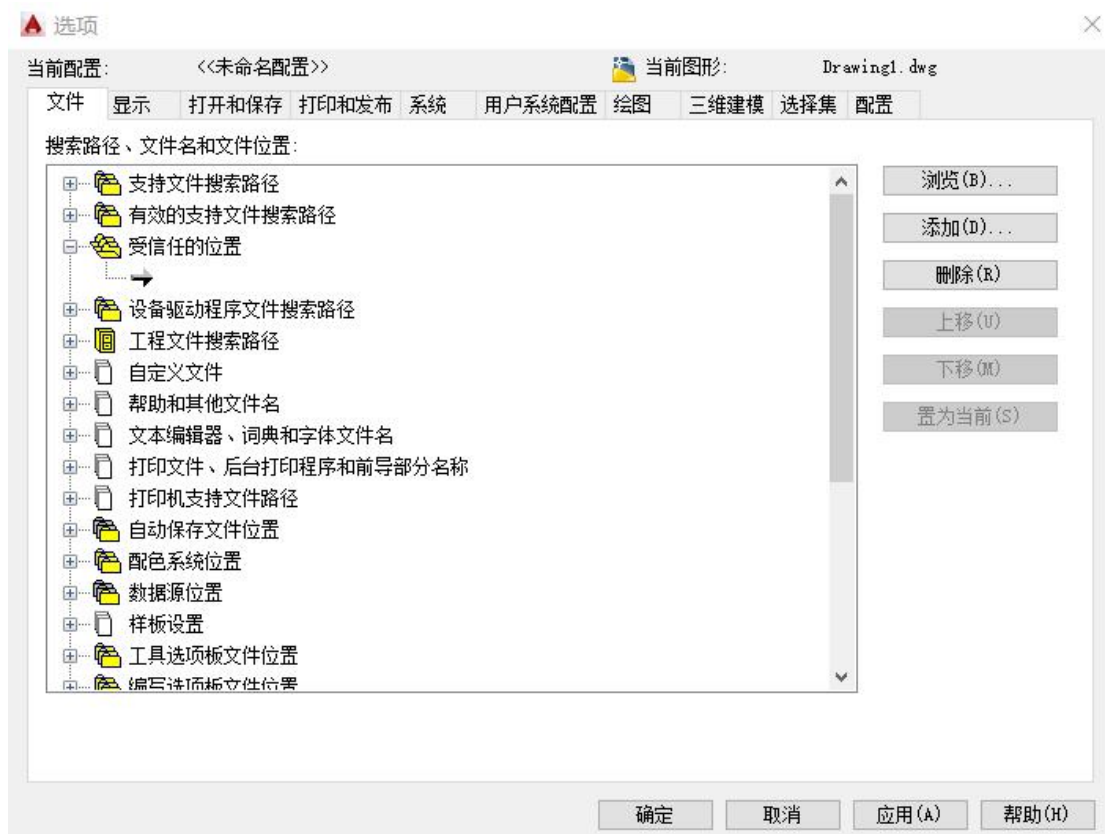 选项
当前配置: <<未命名配置>> 当前图形: Drawing1.dwg
文件 显示 打开和保存 打印和发布 系统 用户系统配置 绘图 三维建模 选择集 配置
搜索路径、文件名和文件位置:
支持文件搜索路径 浏览(B)...
有效的支持文件搜索路径 添加(D)...
受信任的位置
删除(R)
设备驱动程序文件搜索路径 上移(U)
工程文件搜索路径
自定义文件 下移(M)
帮助和其他文件名 置为当前(S)
文本编辑器、词典和字体文件名
打印文件、后台打印程序和前导部分名称
打印机支持文件路径
自动保存文件位置
配色系统位置
数据源位置
样板设置
工具选项板文件位置
编写选项板文件位置
确定 取消 应用(A) 帮助(H)